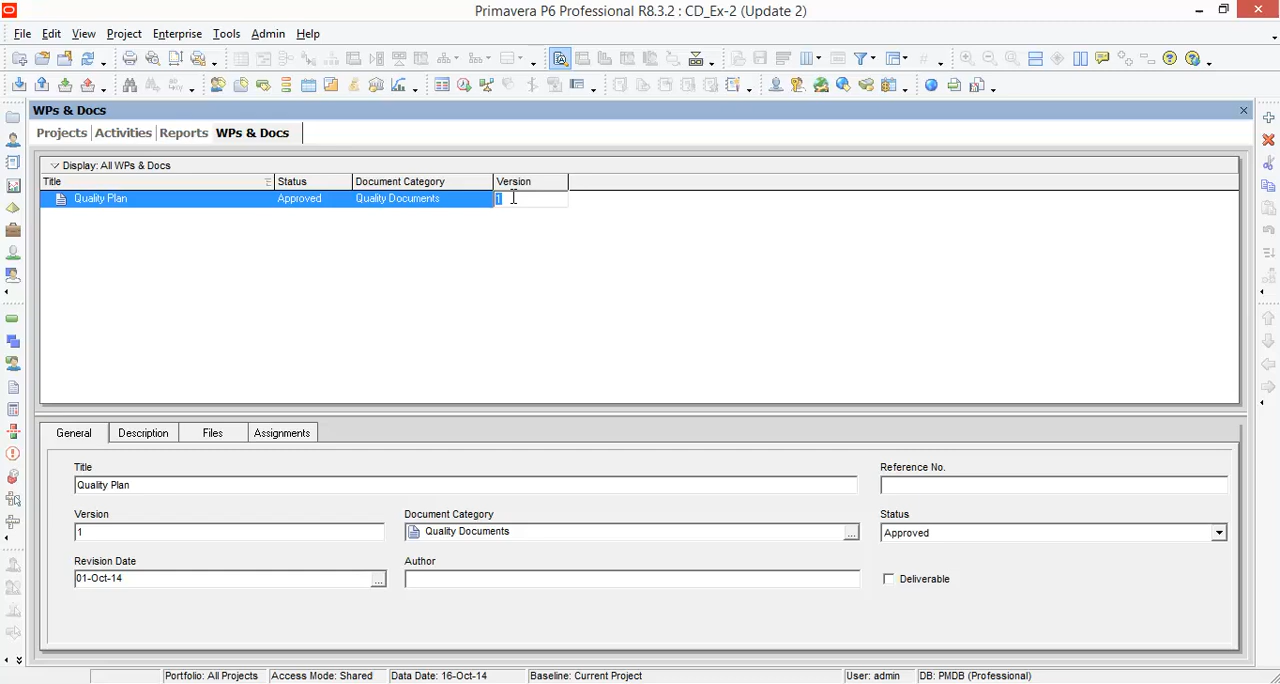 Primavera P6 Professional R8.3.2 : CD_Ex-2 (Update 2)
File Edit View Project Enterprise Tools Admin Help
WPs & Docs
Projects Activities Reports WPs & Docs
Display: All WPs & Docs
Title Status Document Category Version
Quality Plan Approved Quality Documents 1
General Description Files Assignments
Title Reference No.
Quality Plan
Version Document Category Status
1 Quality Documents ... Approved
Revision Date Author
01-Oct-14 ... Deliverable
Portfolio: All Projects Access Mode: Shared Data Date: 16-Oct-14 Baseline: Current Project User: admin DB: PMDB (Professional)